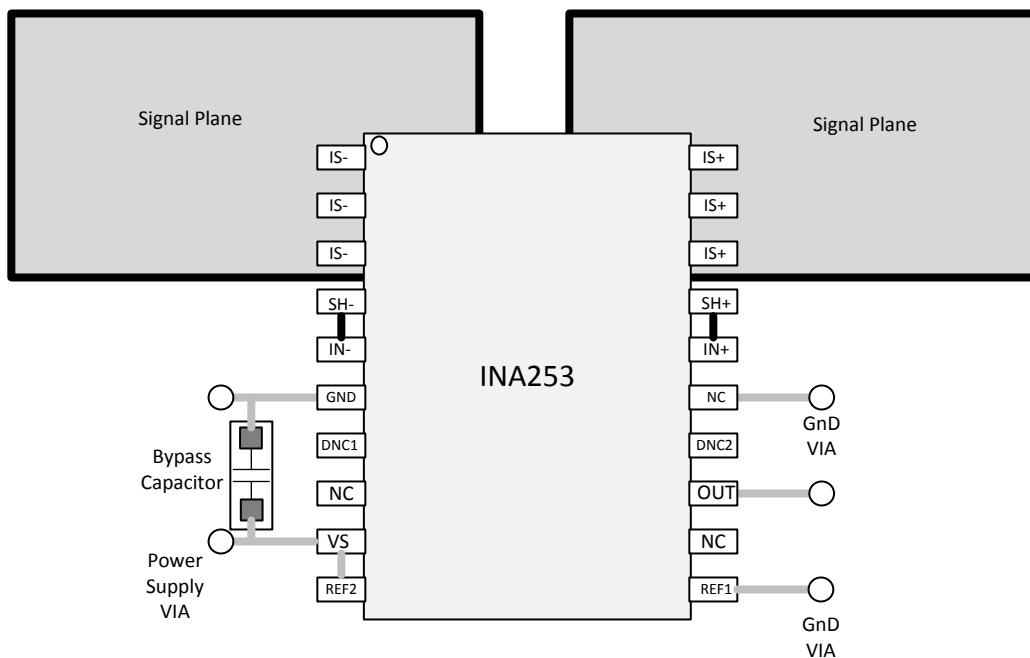 Signal Plane
Signal Plane
IS-
IS+
IS-
IS+
IS-
IS+
SH-
SH+
IN-
IN+
INA253
GND
NC
GnD
VIA
DNC1
DNC2
Bypass
Capacitor
NC
OUT
VS
NC
Power
Supply
VIA
REF2
REF1
GnD
VIA